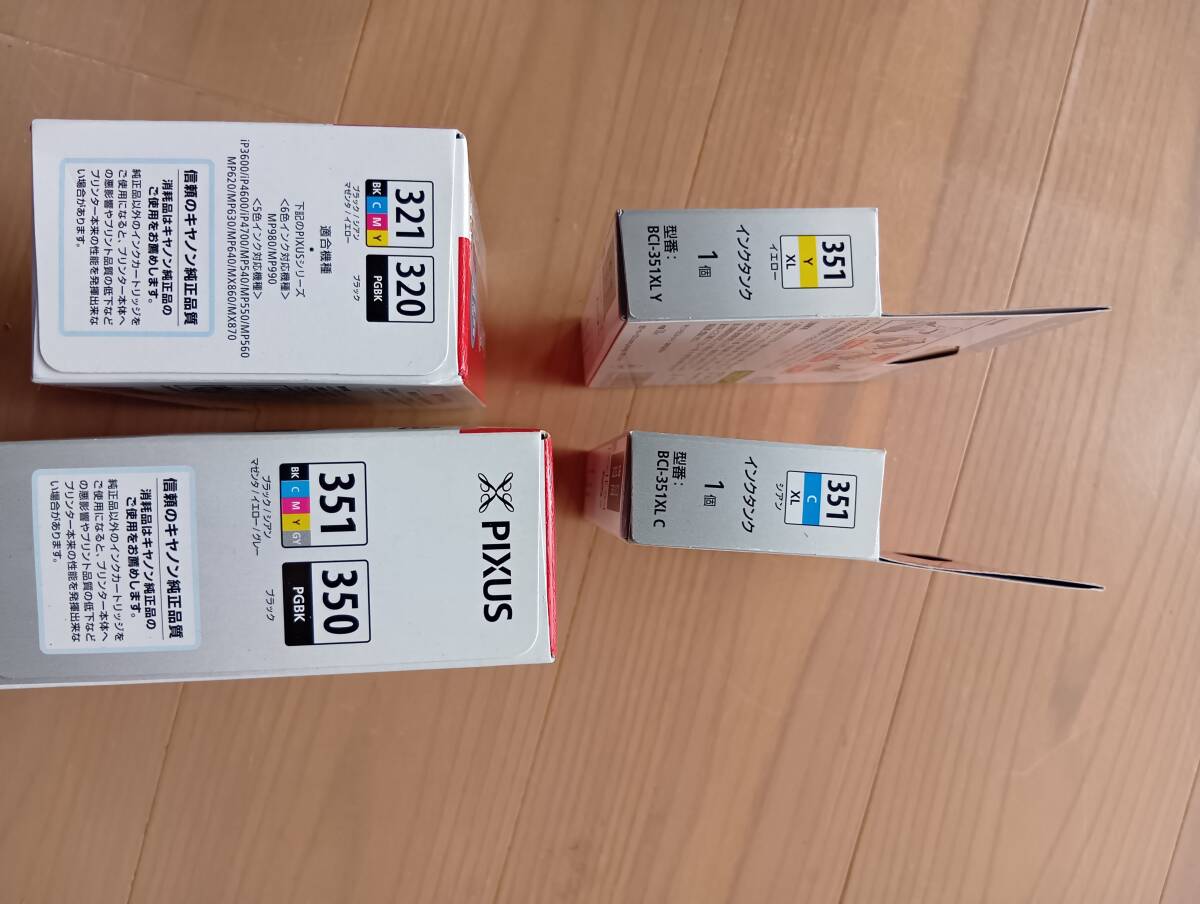 321
BK C M Y
ブラック/シアン
マゼンタ/イエロー
320
PGBK
ブラック
適合機種
下記のPIXUSシリーズ
<6色インク対応機種>
MP980/MP990
<5色インク対応機種>
iP3600/iP4600/iP4700/MP540/MP550/MP560
MP620/MP630/MP640/MX860/MX870
信頼のキヤノン純正品質
消耗品はキヤノン純正品の
ご使用をお薦めします。
純正品以外のインクカートリッジを
ご使用になると、プリンター本体へ
の悪影響やプリント品質の低下など
プリンター本来の性能を発揮出来な
い場合があります。
PIXUS
351
BK C M Y GY
ブラック/シアン
マゼンタ/イエロー/グレー
350
PGBK
ブラック
信頼のキヤノン純正品質
消耗品はキヤノン純正品の
ご使用をお薦めします。
純正品以外のインクカートリッジを
ご使用になると、プリンター本体へ
の悪影響やプリント品質の低下など
プリンター本来の性能を発揮出来な
い場合があります。
351
Y
XL
イエロー
インクタンク
1個
型番:
BCI-351XL Y
351
C
XL
シアン
インクタンク
1個
型番:
BCI-351XL C